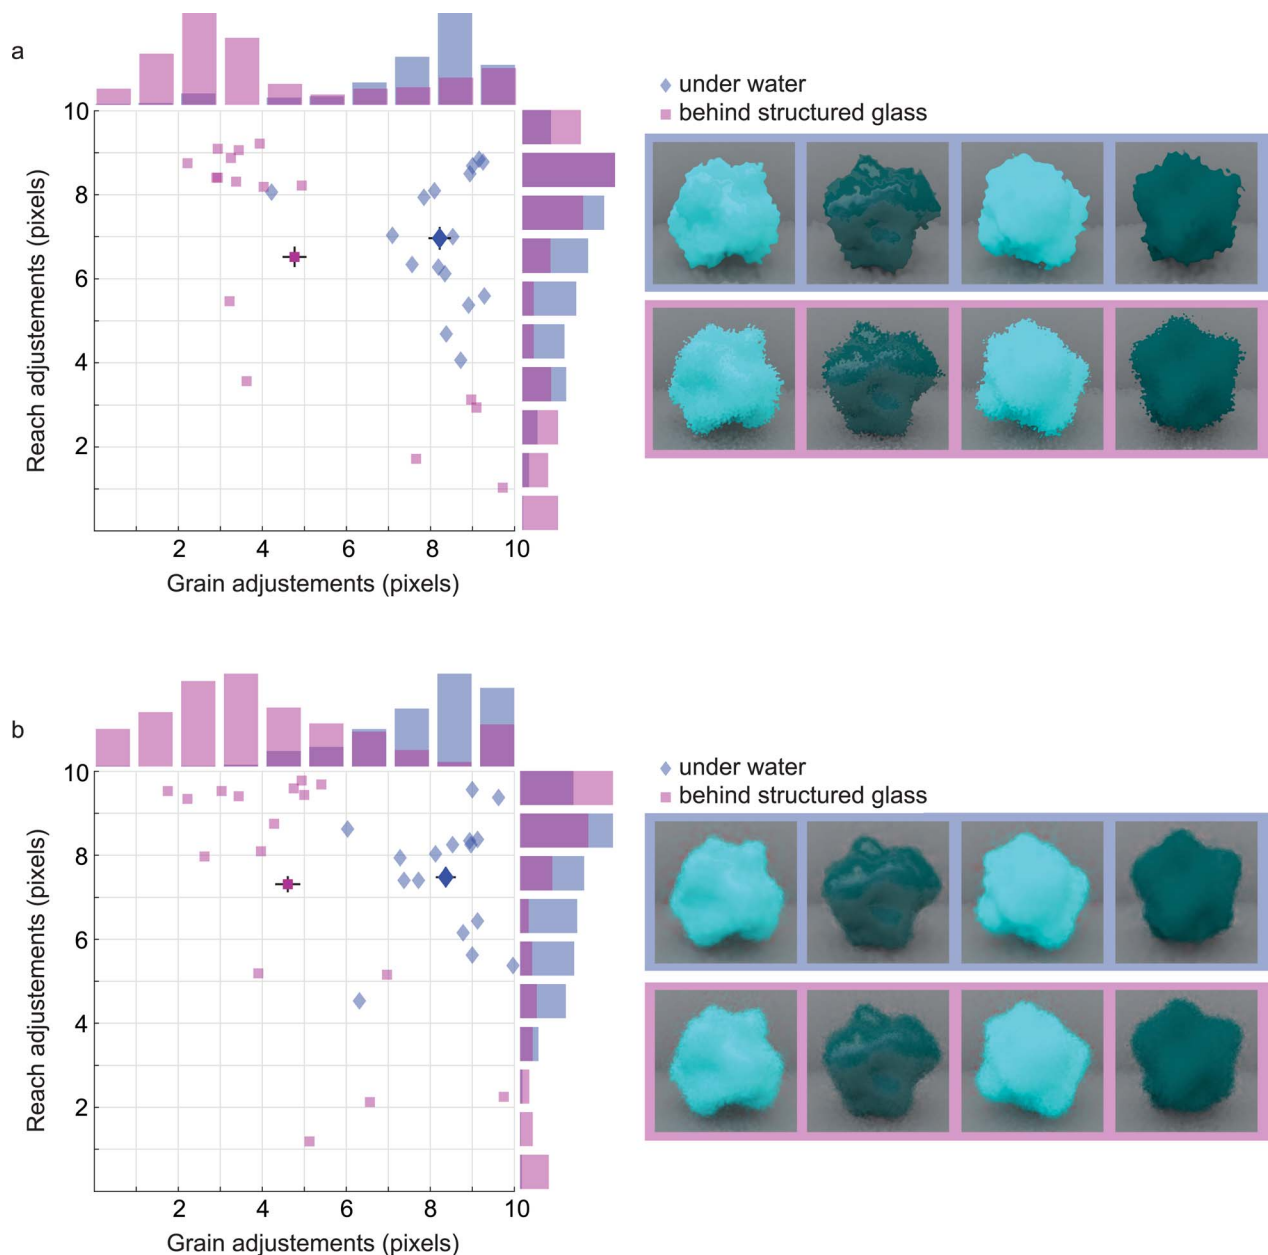 a
under water
behind structured glass
10
8
6
4
2
Reach adjustements (pixels)
2 4 6 8 10
Grain adjustements (pixels)
b
under water
behind structured glass
10
8
6
4
2
Reach adjustements (pixels)
2 4 6 8 10
Grain adjustements (pixels)